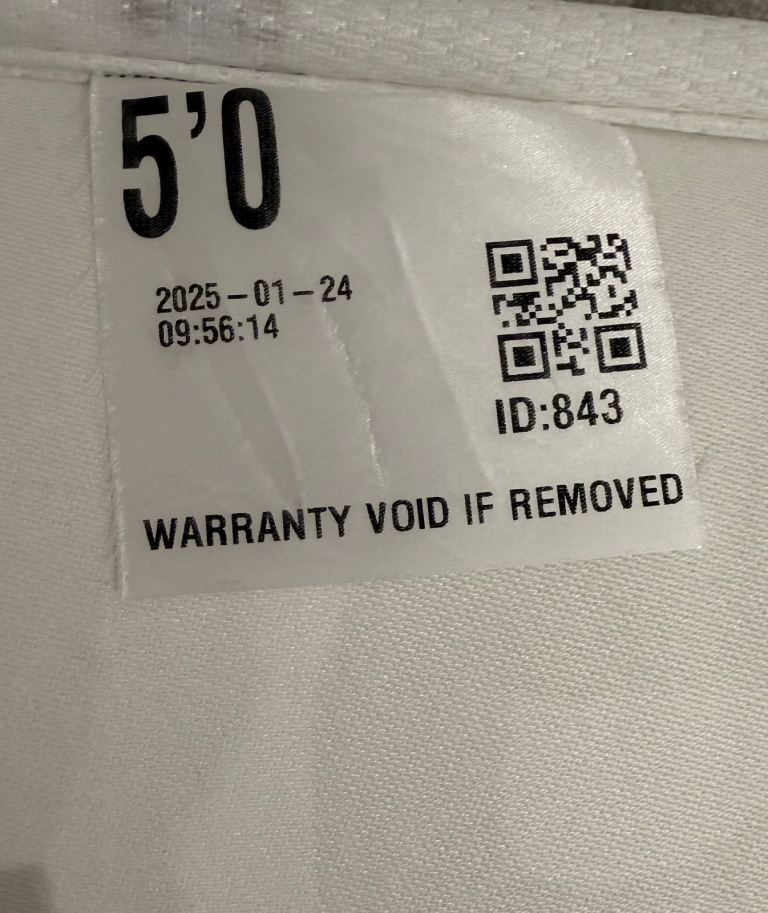 5’0
2025–01–24
09:56:14
ID:843
WARRANTY VOID IF REMOVED